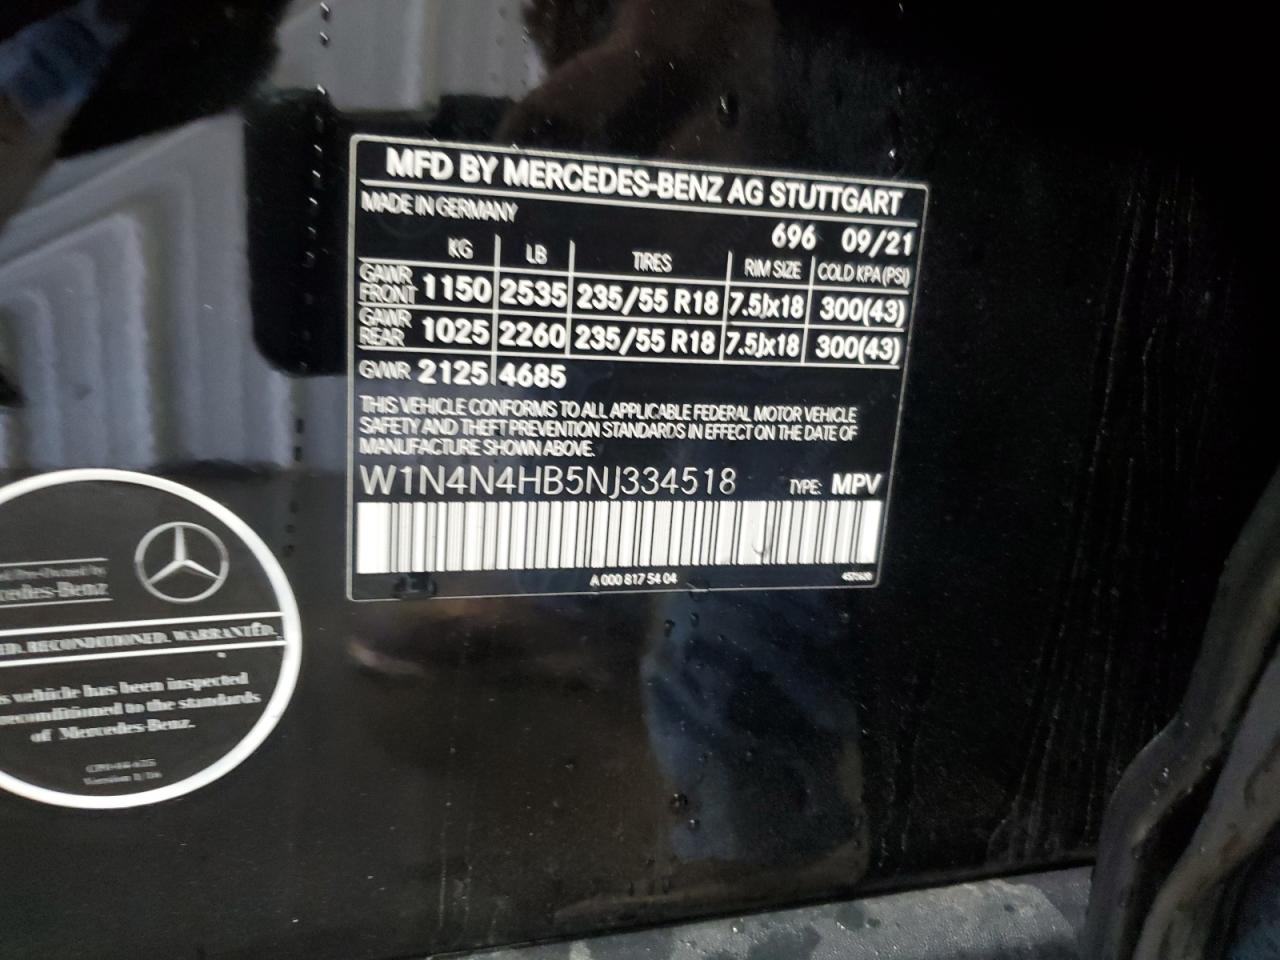 MFD BY MERCEDES-BENZ AG STUTTGART
MADE IN GERMANY
696 09/21
KG LB TIRES RIM SIZE COLD KPA (PSI)
GAWR FRONT 1150 2535 235/55 R18 7.5Jx18 300(43)
GAWR REAR 1025 2260 235/55 R18 7.5Jx18 300(43)
GVWR 2125 4685
THIS VEHICLE CONFORMS TO ALL APPLICABLE FEDERAL MOTOR VEHICLE
SAFETY AND THEFT PREVENTION STANDARDS IN EFFECT ON THE DATE OF
MANUFACTURE SHOWN ABOVE.
W1N4N4HB5NJ334518 TYPE: MPV
A 000 817 54 04
Pre-Owned
Benz
RECONDITIONED. WARRANTED.
vehicle has been inspected
reconditioned to the standards
of Mercedes-Benz.